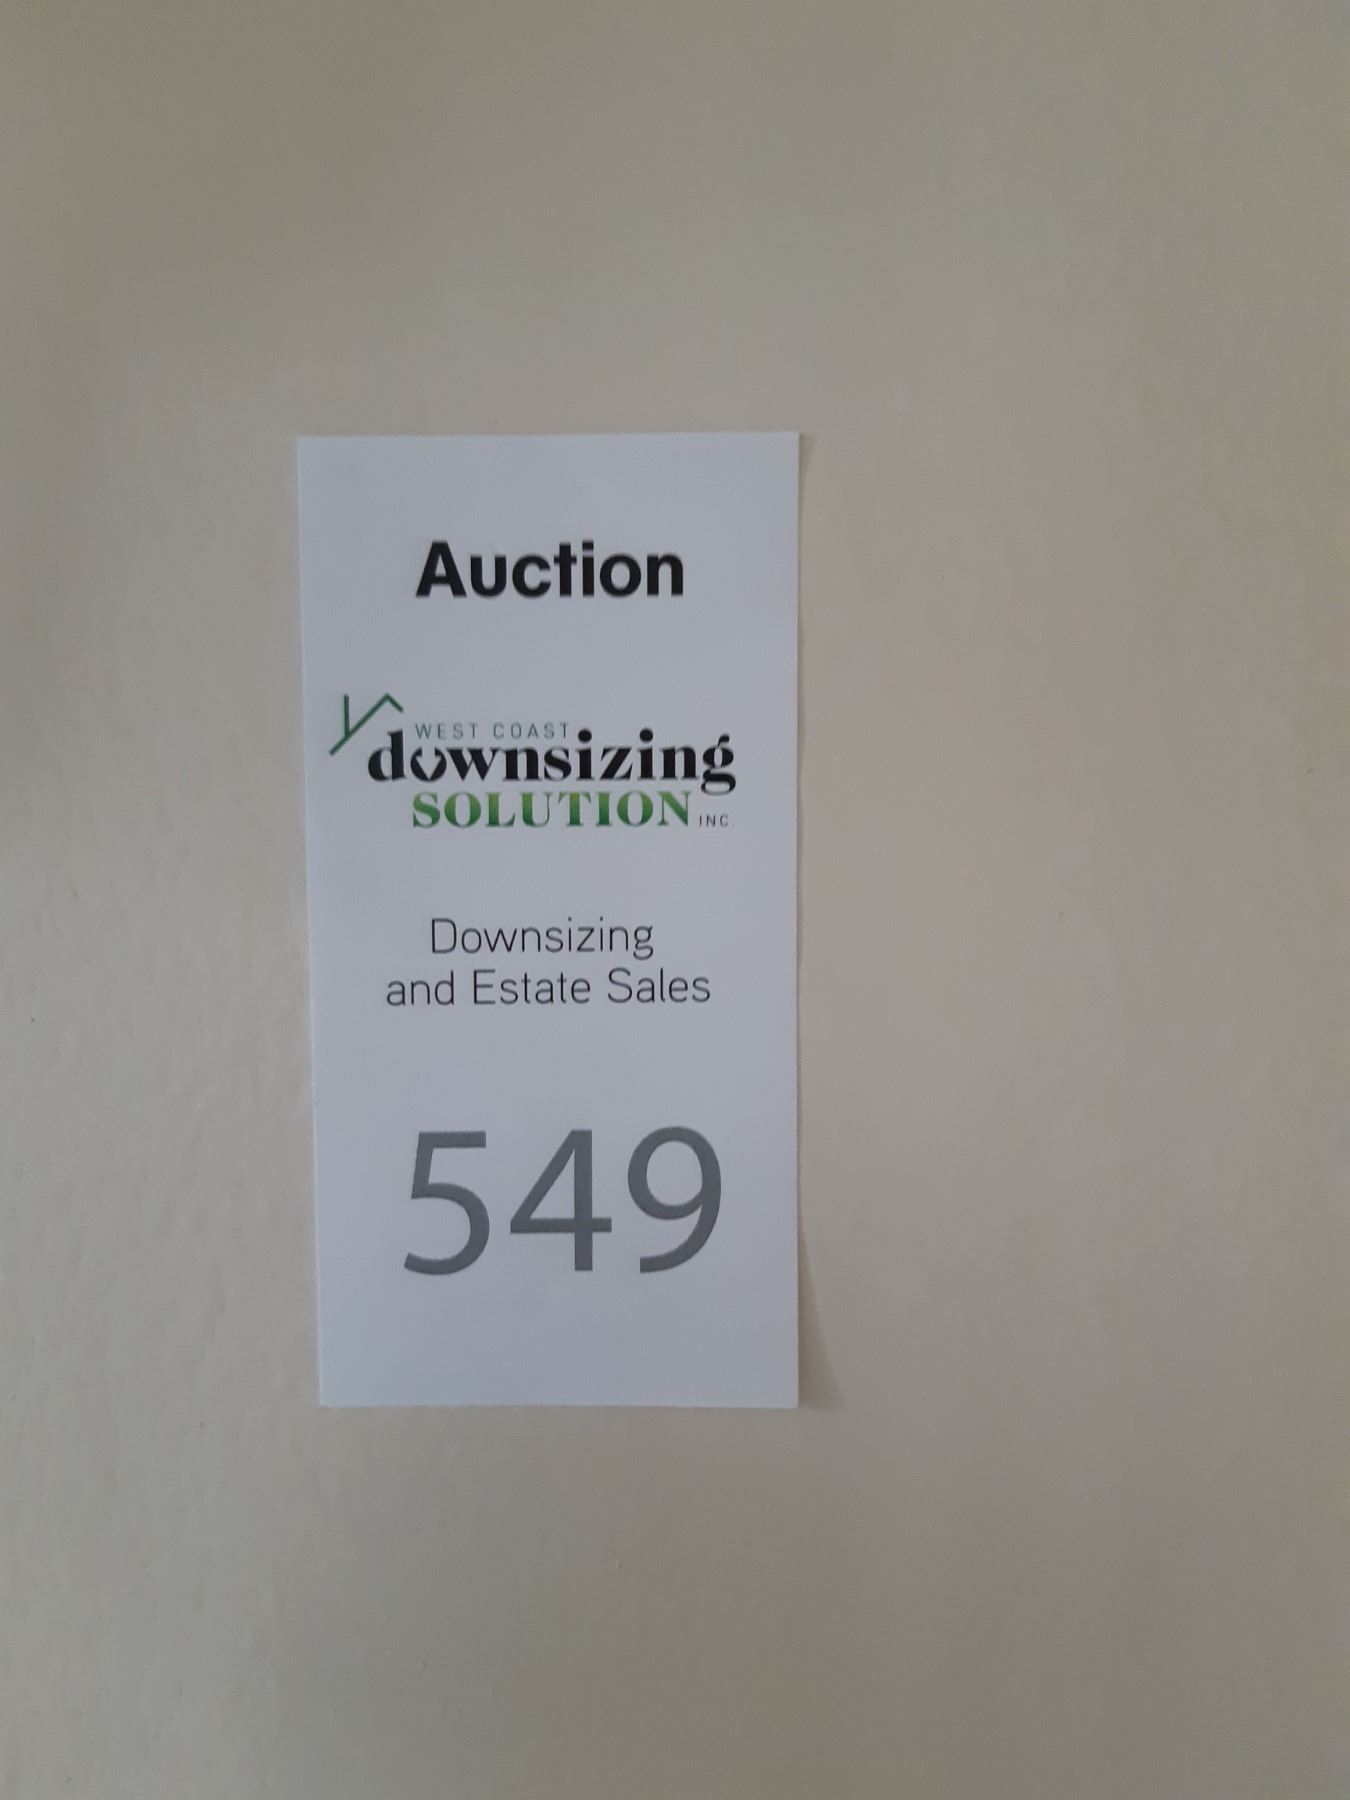 Auction
WEST COAST
downsizing
SOLUTION INC.
Downsizing
and Estate Sales
549